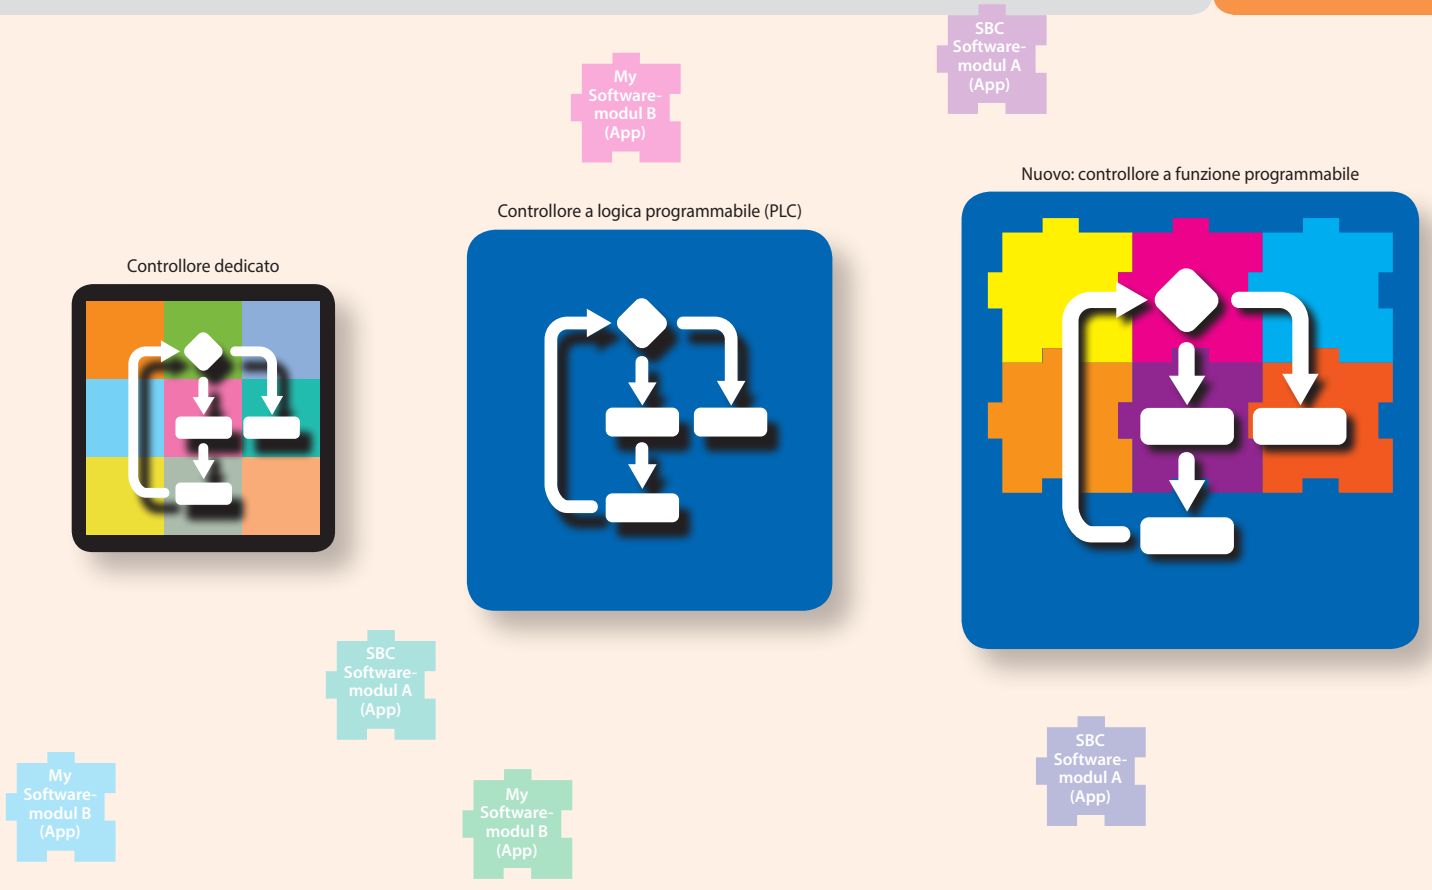 SBC
Software-
modul A
(App)
My
Software-
modul B
(App)
Nuovo: controllore a funzione programmabile
Controllore a logica programmabile (PLC)
Controllore dedicato
SBC
Software-
modul A
(App)
SBC
Software-
modul A
(App)
My
Software-
modul B
(App)
My
Software-
modul B
(App)